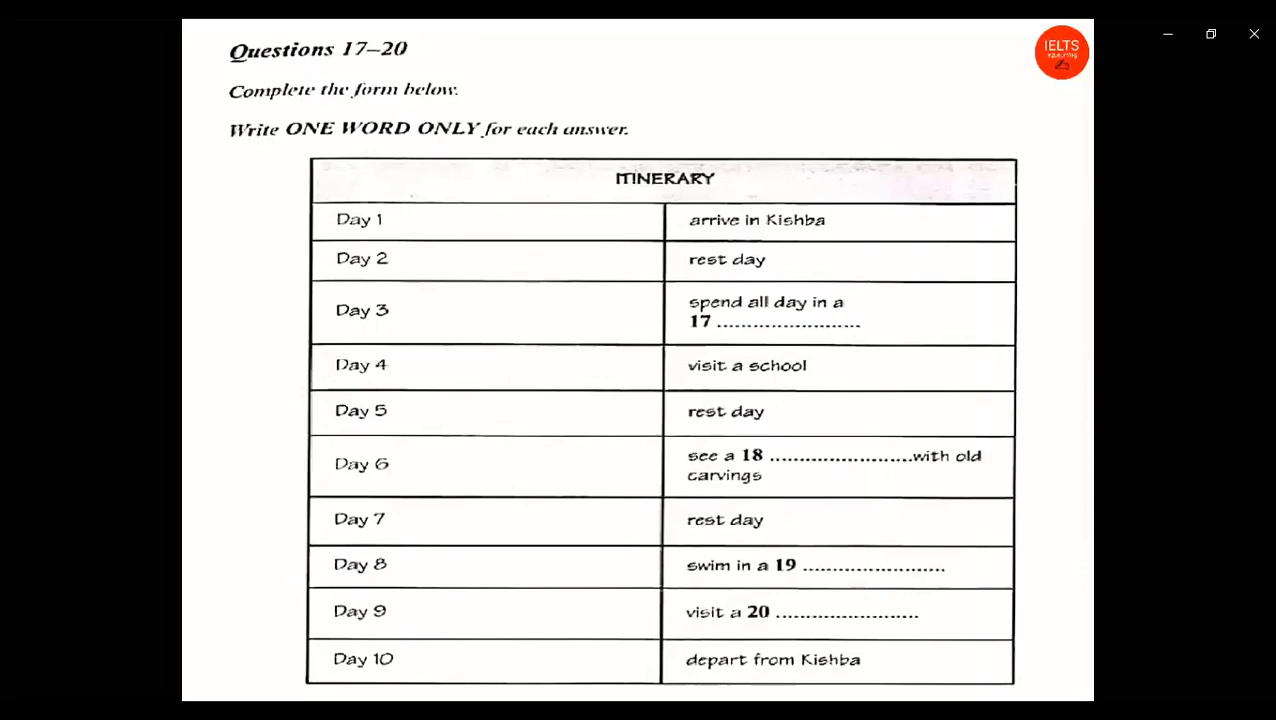 Questions 17–20
IELTS
Complete the form below.
Write ONE WORD ONLY for each answer.
ITINERARY
Day 1 arrive in Kishba
Day 2 rest day
Day 3 spend all day in a
17 ........................
Day 4 visit a school
Day 5 rest day
Day 6 see a 18 ........................with old
carvings
Day 7 rest day
Day 8 swim in a 19 ........................
Day 9 visit a 20 ........................
Day 10 depart from Kishba